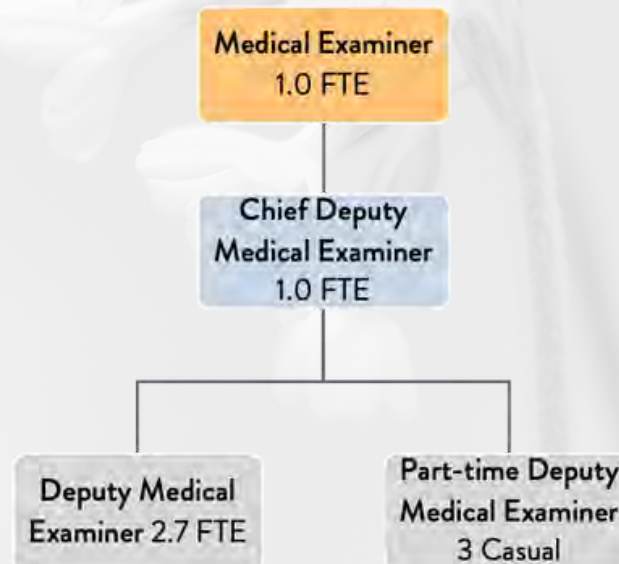 Medical Examiner
1.0 FTE
Chief Deputy
Medical Examiner
1.0 FTE
Deputy Medical
Examiner 2.7 FTE
Part-time Deputy
Medical Examiner
3 Casual